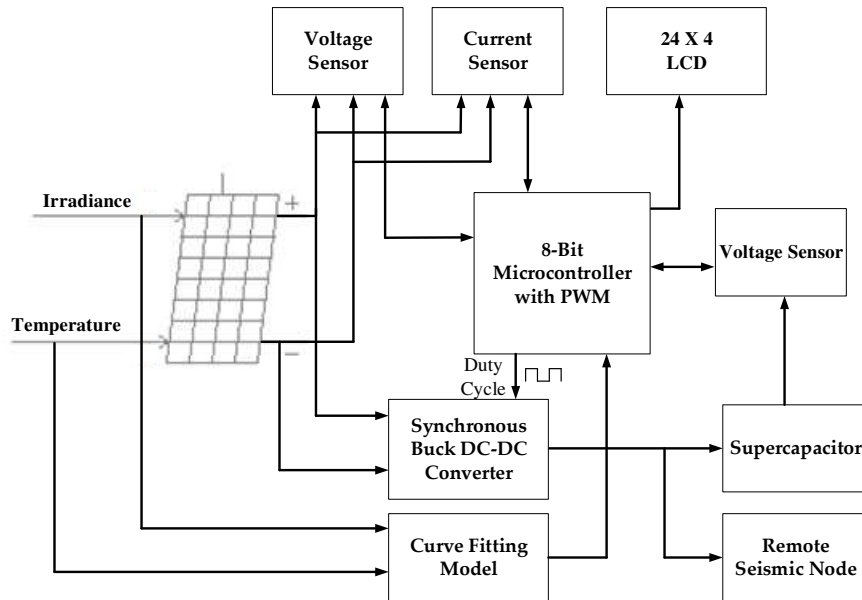 Voltage
Sensor
Current
Sensor
24 X 4
LCD
Irradiance
+
8-Bit
Microcontroller
with PWM
Voltage Sensor
Temperature
−
Duty
Cycle
Synchronous
Buck DC-DC
Converter
Supercapacitor
Curve Fitting
Model
Remote
Seismic Node